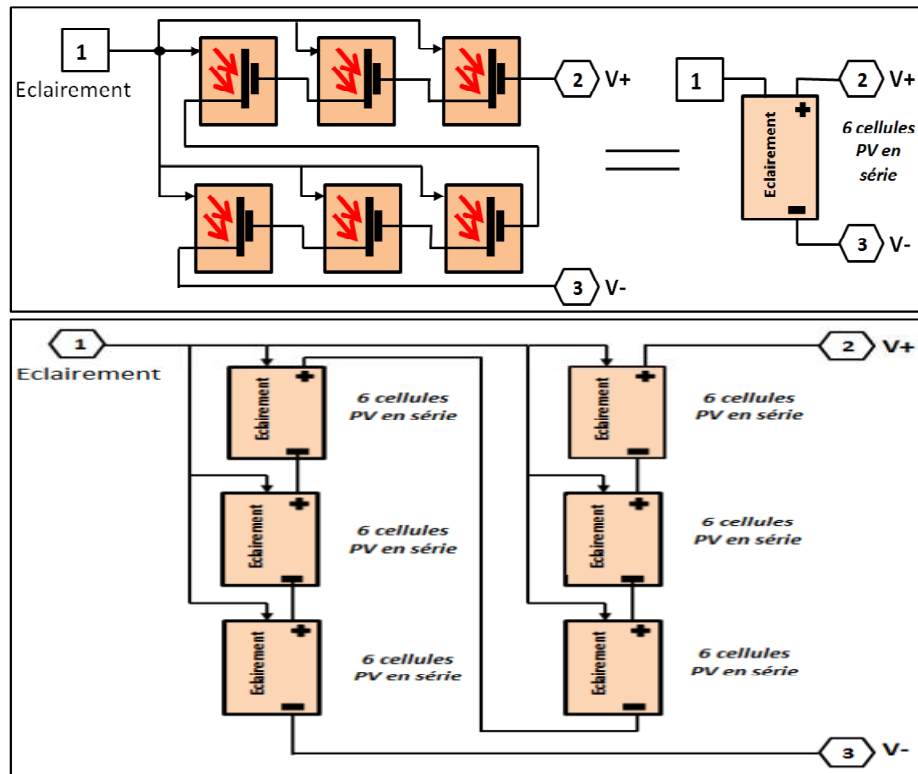 1
Eclairement
2 V+
3 V-
1
2 V+
Eclairement
+
6 cellules
PV en
série
3 V-
1
Eclairement
2 V+
Eclairement
+
6 cellules
PV en série
Eclairement
+
6 cellules
PV en série
Eclairement
+
6 cellules
PV en série
Eclairement
+
6 cellules
PV en série
Eclairement
+
6 cellules
PV en série
Eclairement
+
6 cellules
PV en série
3 V-